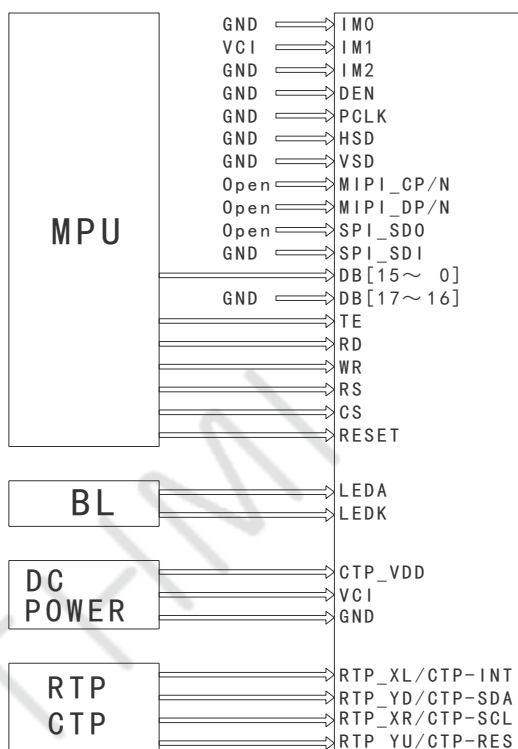 GND IM0
VCI IM1
GND IM2
GND DEN
GND PCLK
GND HSD
GND VSD
Open MIPI_CP/N
Open MIPI_DP/N
Open SPI_SDO
GND SPI_SDI
MPU
DB[15～ 0]
GND DB[17～16]
TE
RD
WR
RS
CS
RESET
BL
LEDA
LEDK
DC
POWER
CTP_VDD
VCI
GND
RTP
CTP
RTP_XL/CTP-INT
RTP_YD/CTP-SDA
RTP_XR/CTP-SCL
RTP_YU/CTP-RES